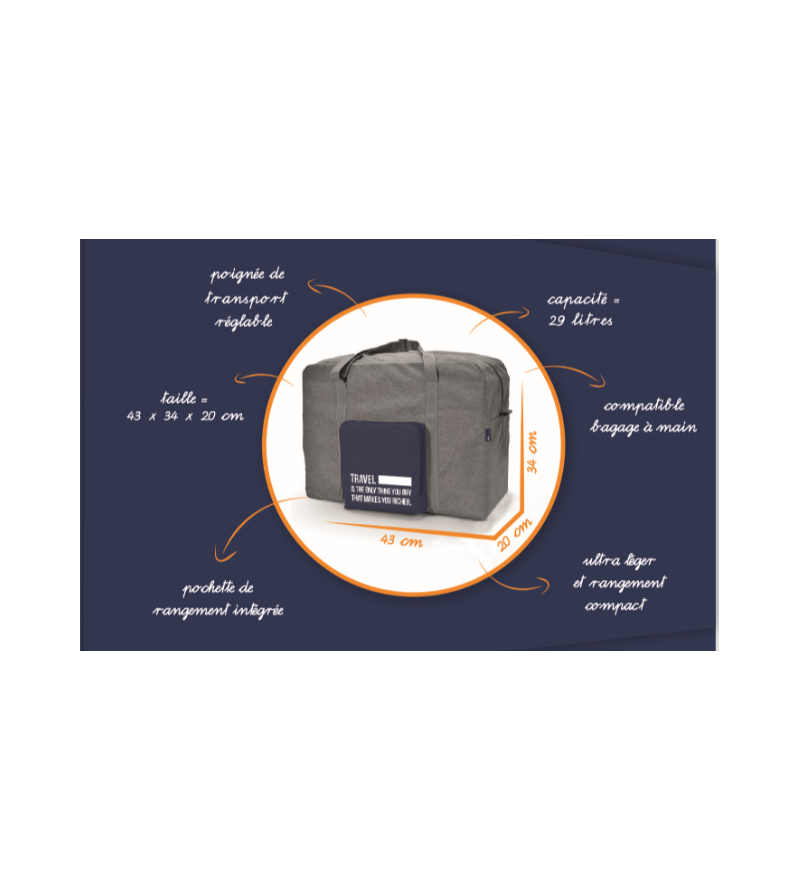 poignée de
transport
réglable
capacité =
29 litres
taille =
43 x 34 x 20 cm
compatible
bagage à main
34 cm
TRAVEL
IS THE ONLY THING YOU BUY
THAT MAKES YOU RICHER.
43 cm
20 cm
pochette de
rangement intégrée
ultra léger
et rangement
compact